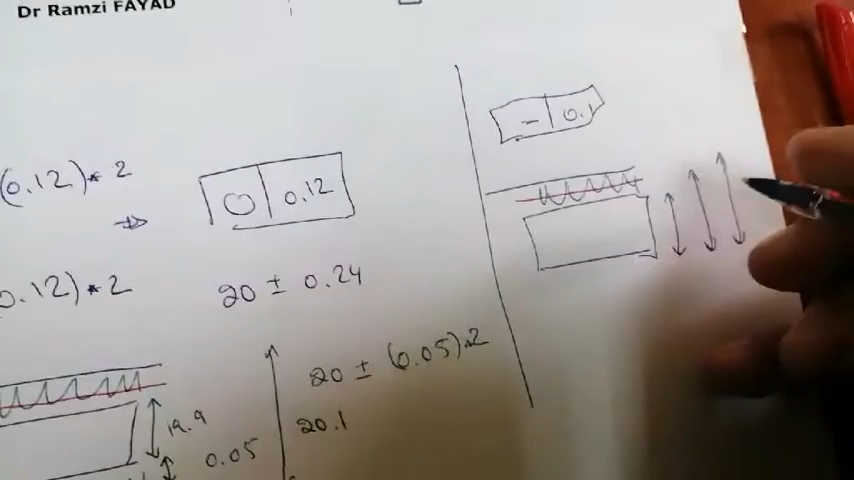 Dr Ramzi FAYAD
(0.12)* 2
○ 0.12
0.12)* 2
20 ± 0.24
19.9
0.05
20 ± (0.05)*2
20.1
— 0.1